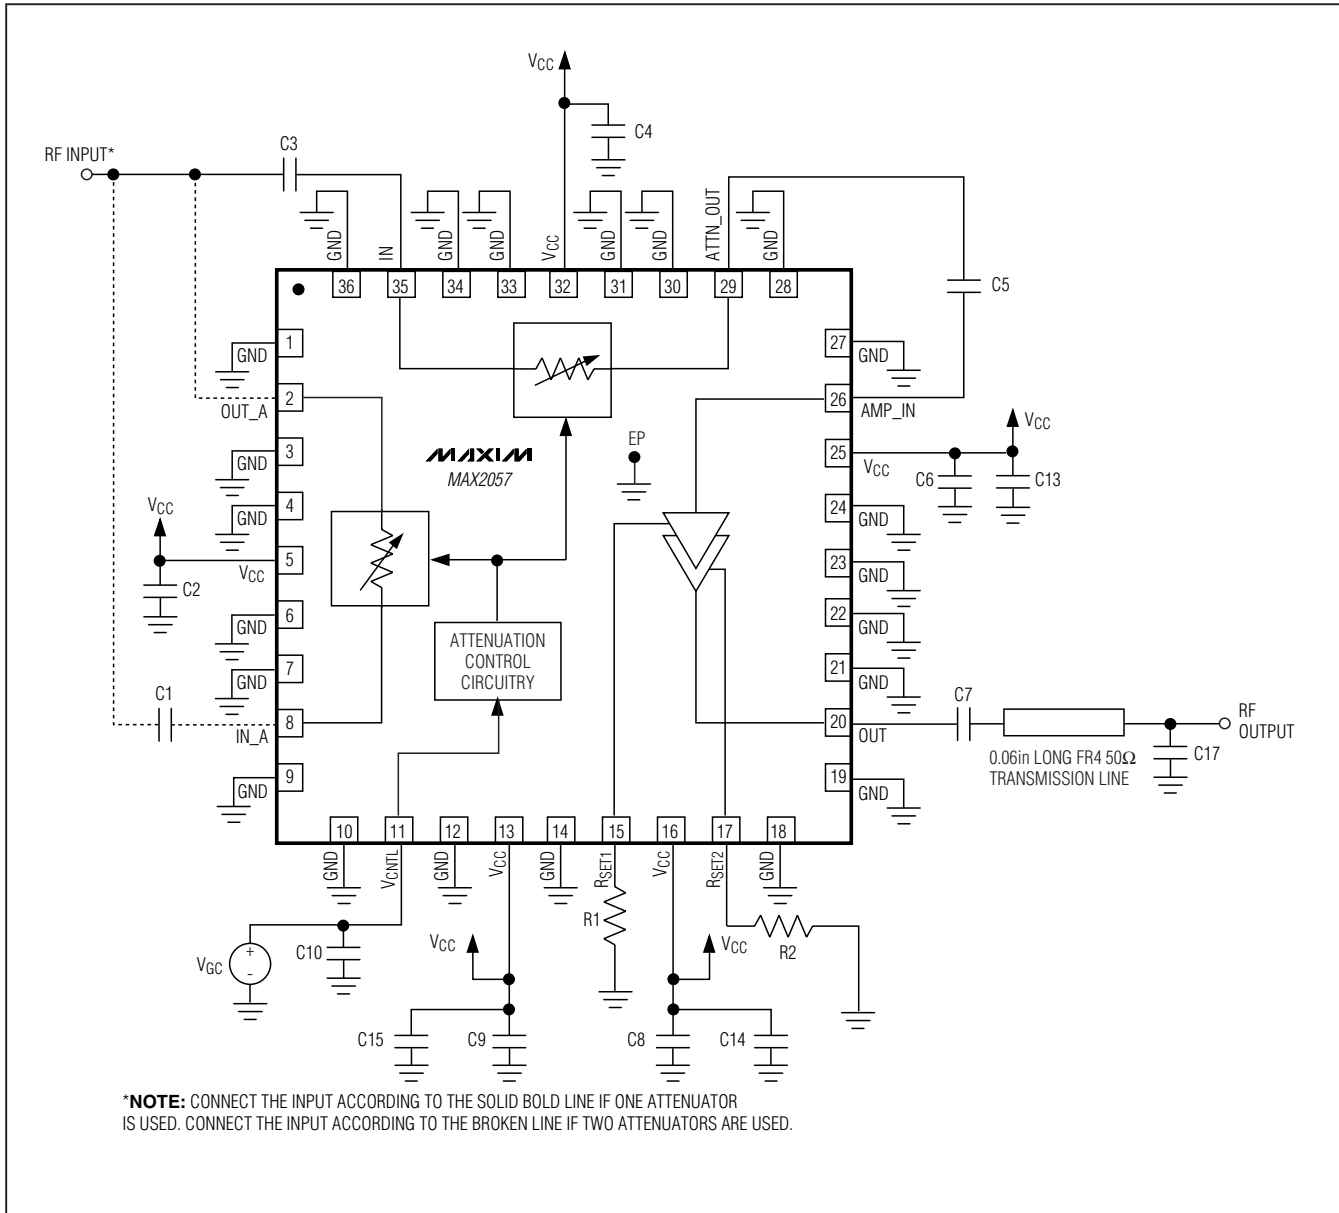 VCC
C4
C3
RF INPUT*
GND
IN
GND
GND
VCC
GND
GND
ATTN_OUT
GND
36
35
34
33
32
31
30
29
28
C5
1
GND
27
GND
2
OUT_A
26
AMP_IN
3
GND
MAXIM
MAX2057
EP
25
VCC
VCC
C6
C13
4
GND
24
GND
VCC
5
VCC
C2
23
GND
6
GND
22
GND
ATTENUATION
CONTROL
CIRCUITRY
7
GND
21
GND
C1
8
IN_A
20
OUT
C7
0.06in LONG FR4 50Ω
TRANSMISSION LINE
RF
OUTPUT
C17
9
GND
19
GND
10
11
12
13
14
15
16
17
18
GND
VCNTL
GND
VCC
GND
RSET1
VCC
RSET2
GND
R1
R2
VGC
+
-
C10
VCC
VCC
C15
C9
C8
C14
*NOTE: CONNECT THE INPUT ACCORDING TO THE SOLID BOLD LINE IF ONE ATTENUATOR
IS USED. CONNECT THE INPUT ACCORDING TO THE BROKEN LINE IF TWO ATTENUATORS ARE USED.